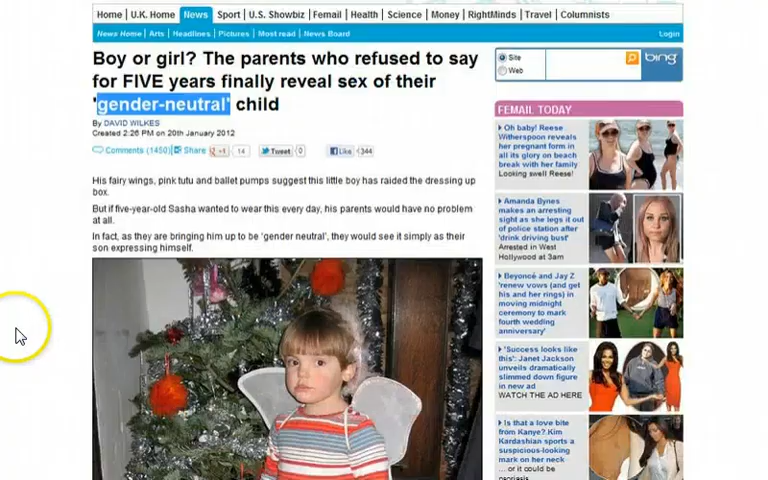 Home U.K. Home News Sport U.S. Showbiz Femail Health Science Money RightMinds Travel Columnists
News Home Arts Headlines Pictures Most read News Board Login
Boy or girl? The parents who refused to say
for FIVE years finally reveal sex of their
'gender-neutral' child
By DAVID WILKES
Created 2:26 PM on 20th January 2012
Comments (1450) Share +1 14 Tweet 0 Like 344
His fairy wings, pink tutu and ballet pumps suggest this little boy has raided the dressing up
box.
But if five-year-old Sasha wanted to wear this every day, his parents would have no problem
at all.
In fact, as they are bringing him up to be 'gender neutral', they would see it simply as their
son expressing himself.
Site
Web
bing
FEMAIL TODAY
Oh baby! Reese
Witherspoon reveals
her pregnant form in
all its glory on beach
break with her family
Looking swell Reese!
Amanda Bynes
makes an arresting
sight as she legs it out
of police station after
'drink driving bust'
Arrested in West
Hollywood at 3am
Beyoncé and Jay Z
'renew vows (and get
his and her rings) in
moving midnight
ceremony to mark
fourth wedding
anniversary'
'Success looks like
this': Janet Jackson
unveils dramatically
slimmed down figure
in new ad
WATCH THE AD HERE
Is that a love bite
from Kanye? Kim
Kardashian sports a
suspicious-looking
mark on her neck
... or it could be
psoriasis